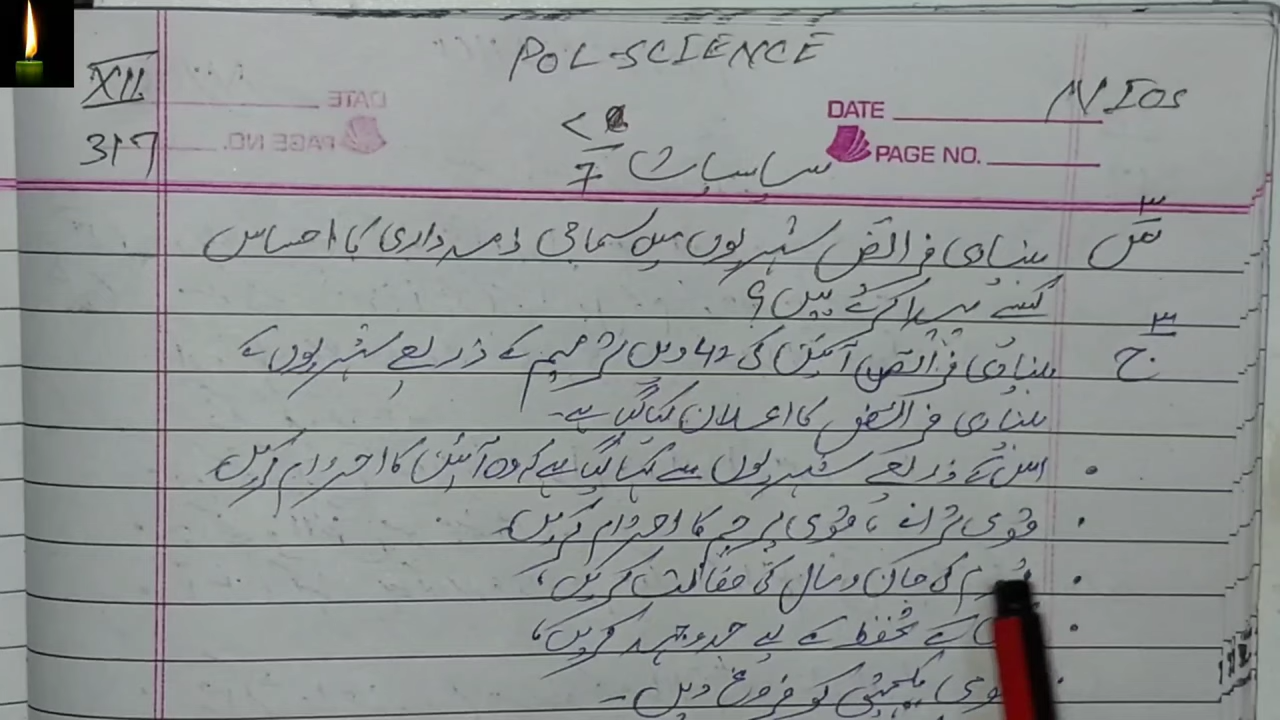 POL-SCIENCE
XII
NIOS
DATE
317
PAGE NO.
سیاسیات
7
س ۳ بنیادی فرائض شہریوں میں سماجی ذمہ داری کا احساس
کیسے پیدا کرتے ہیں؟
ج ۳ بنیادی فرائض آئین کی 42 ویں ترمیم کے ذریعے شہریوں کے
بنیادی فرائض کا اعلان کیا گیا ہے۔
• اس کے ذریعے شہریوں سے کہا گیا ہے کہ وہ آئین کا احترام کریں
• قومی ترانے، قومی پرچم کا احترام کریں
• کی جان و مال کی حفاظت کریں،
• کے تحفظ کے لیے جدوجہد کریں،
• یکجہتی کو فروغ دیں۔